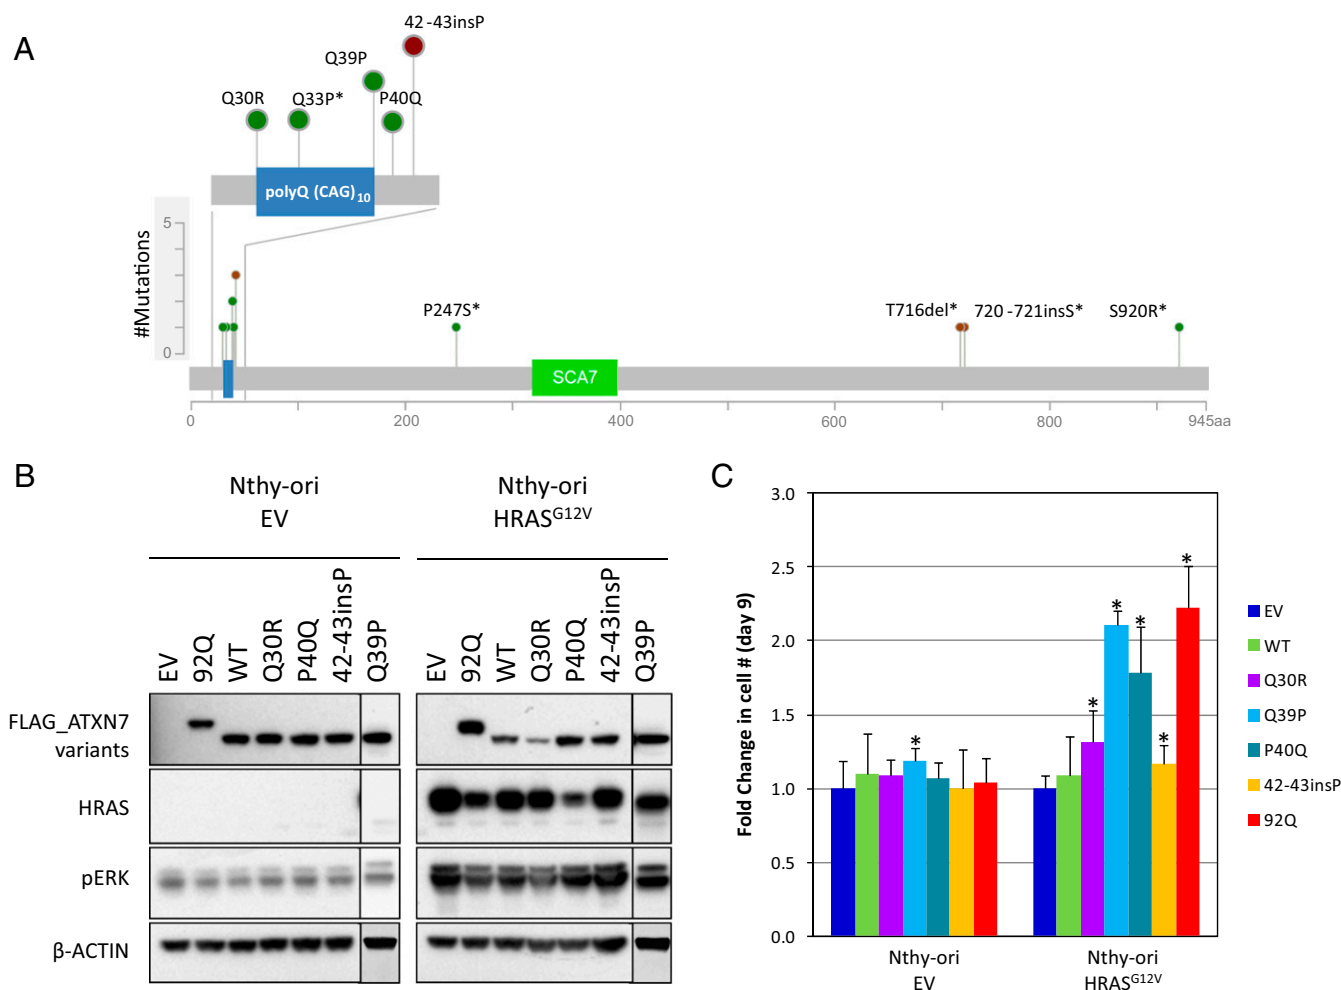 A
42-43insP
Q39P
Q30R
Q33P*
P40Q
polyQ (CAG)10
#Mutations
5
0
P247S*
T716del*
720-721insS*
S920R*
SCA7
0
200
400
600
800
945aa
B
Nthy-ori
EV
Nthy-ori
HRASG12V
EV
92Q
WT
Q30R
P40Q
42-43insP
Q39P
EV
92Q
WT
Q30R
P40Q
42-43insP
Q39P
FLAG_ATXN7
variants
HRAS
pERK
β-ACTIN
C
Fold Change in cell # (day 9)
3.0
2.5
2.0
1.5
1.0
0.5
0.0
*
*
*
*
*
*
Nthy-ori
EV
Nthy-ori
HRASG12V
EV
WT
Q30R
Q39P
P40Q
42-43insP
92Q